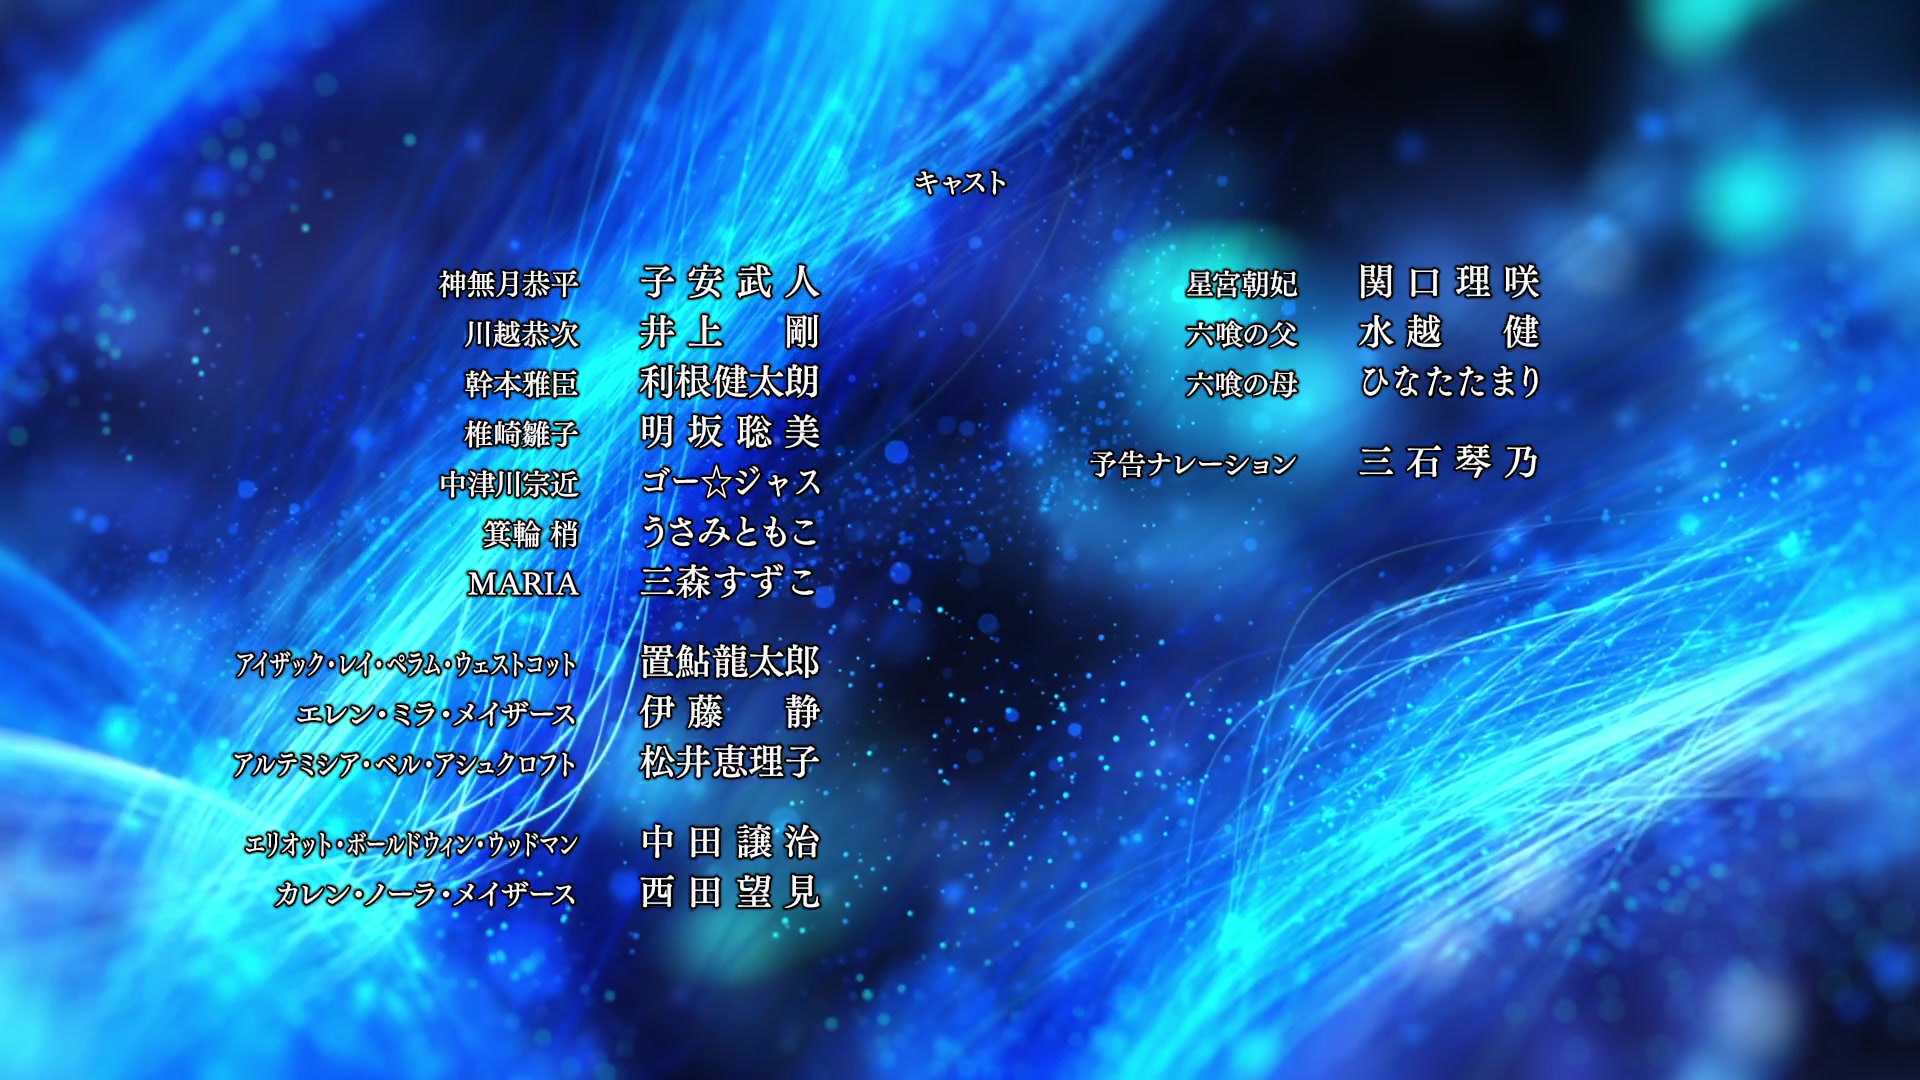 キャスト
神無月恭平 子安武人
川越恭次 井上 剛
幹本雅臣 利根健太朗
椎崎雛子 明坂聡美
中津川宗近 ゴー☆ジャス
箕輪 梢 うさみともこ
MARIA 三森すずこ
アイザック・レイ・ペラム・ウェストコット 置鮎龍太郎
エレン・ミラ・メイザース 伊藤 静
アルテミシア・ベル・アシュクロフト 松井恵理子
エリオット・ボールドウィン・ウッドマン 中田譲治
カレン・ノーラ・メイザース 西田望見
星宮朝妃 関口理咲
六喰の父 水越 健
六喰の母 ひなたたまり
予告ナレーション 三石琴乃